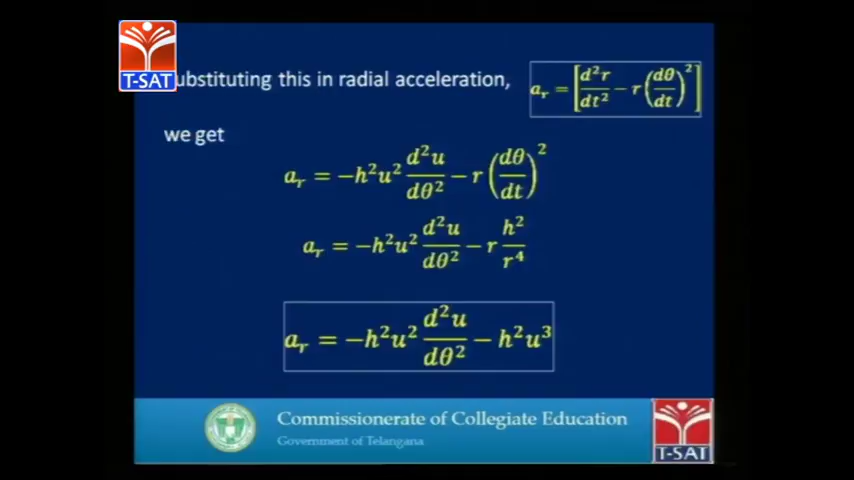 T-SAT
ubstituting this in radial acceleration, a_r = [d²r/dt² − r(dθ/dt)²]
we get
a_r = −h²u² d²u/dθ² − r(dθ/dt)²
a_r = −h²u² d²u/dθ² − r h²/r⁴
a_r = −h²u² d²u/dθ² − h²u³
Commissionerate of Collegiate Education
Government of Telangana
T-SAT